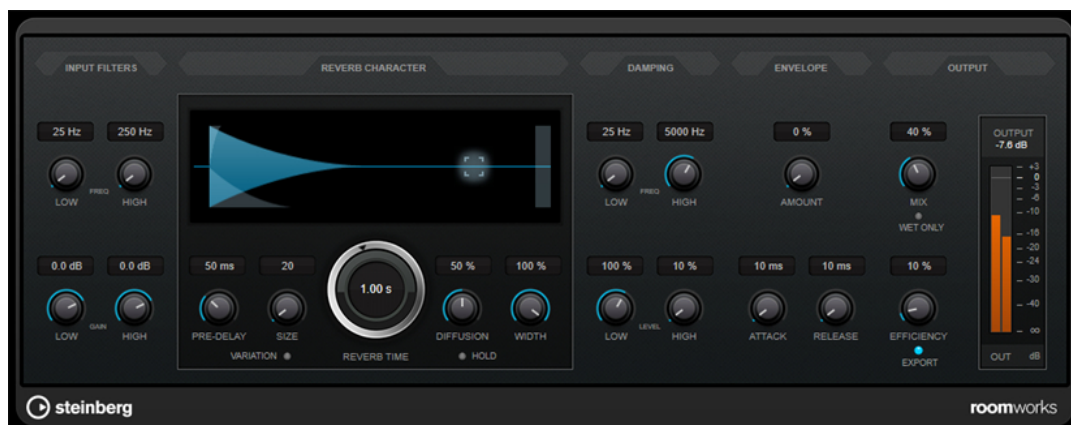 INPUT FILTERS REVERB CHARACTER DAMPING ENVELOPE OUTPUT
25 Hz 250 Hz 25 Hz 5000 Hz 0 % 40 % OUTPUT
-7.6 dB
LOW FREQ HIGH LOW FREQ HIGH AMOUNT MIX
WET ONLY
+3
0
-3
-6
-10
-16
-20
-24
-30
-40
∞
0.0 dB 0.0 dB 50 ms 20 1.00 s 50 % 100 % 100 % 10 % 10 ms 10 ms 10 %
LOW GAIN HIGH PRE-DELAY SIZE DIFFUSION WIDTH LOW LEVEL HIGH ATTACK RELEASE EFFICIENCY
VARIATION REVERB TIME HOLD EXPORT OUT dB
steinberg roomworks